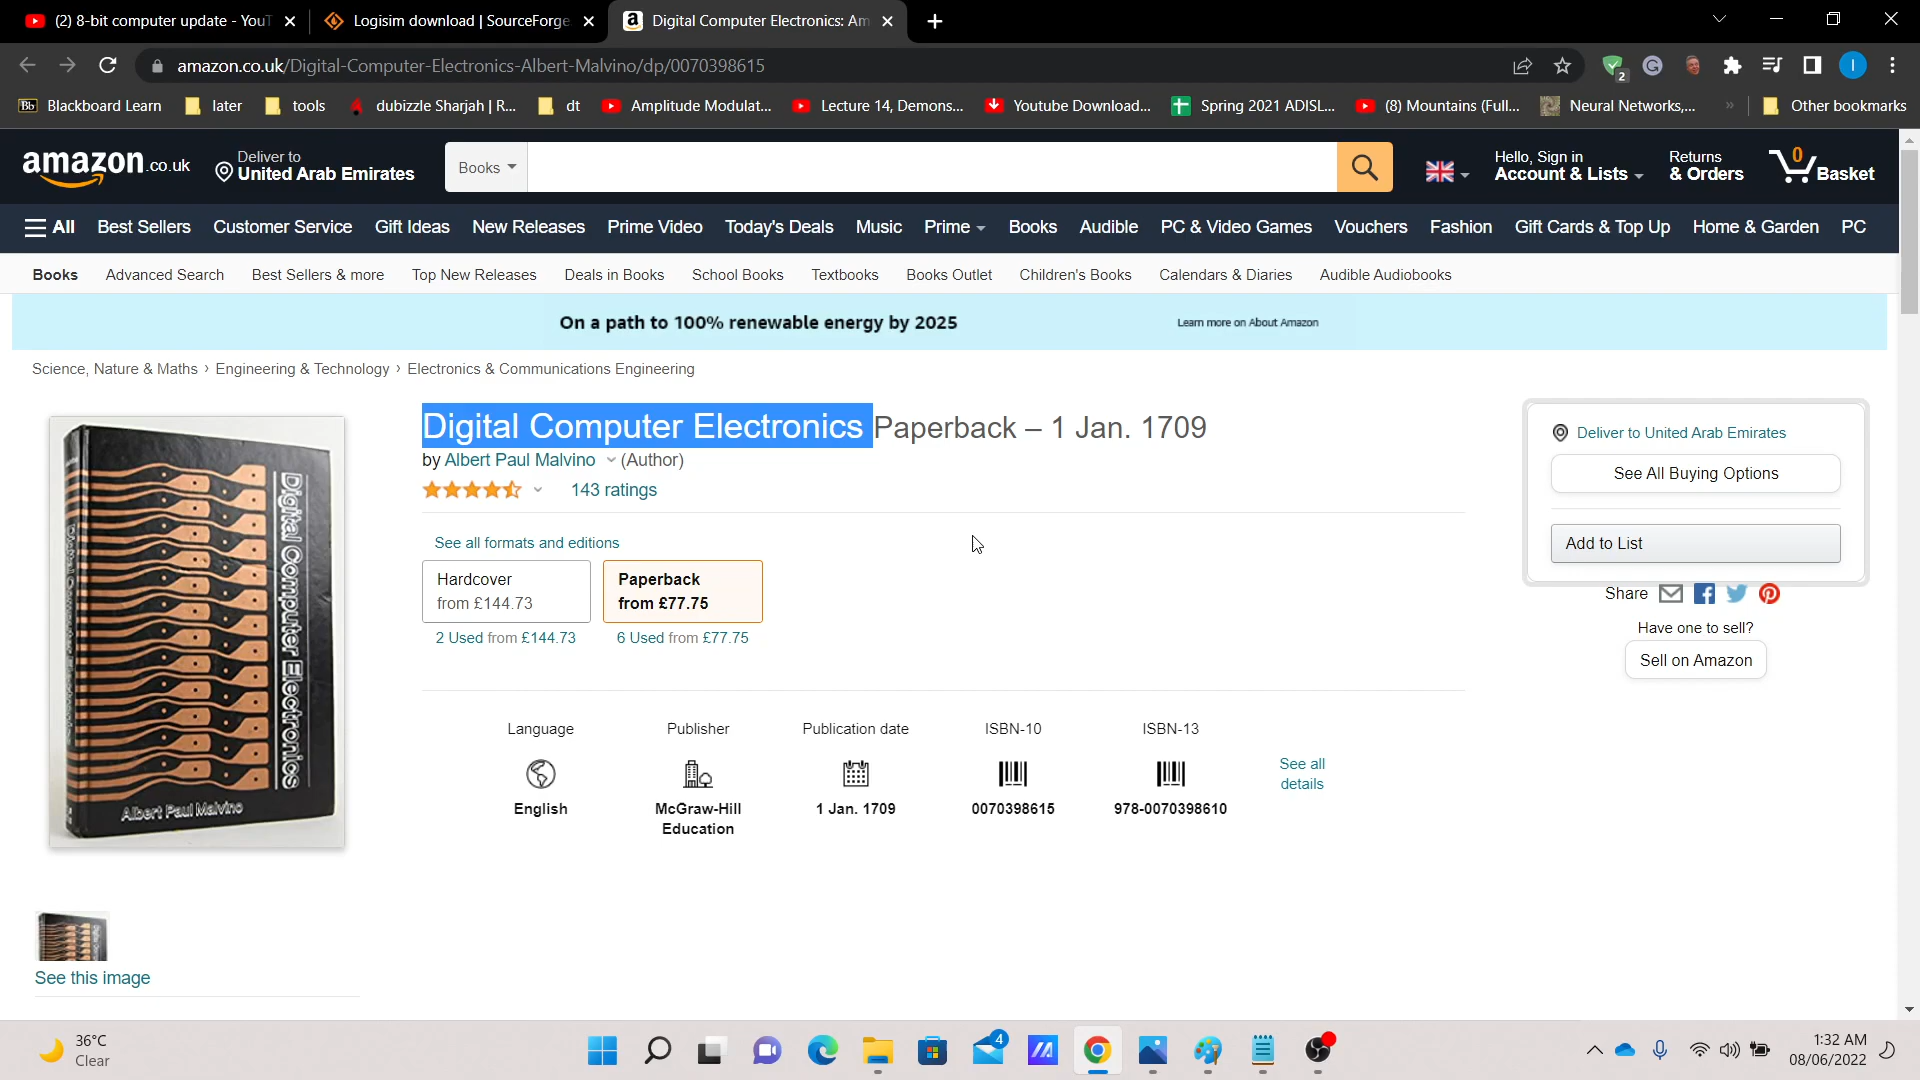 (2) 8-bit computer update - YouT
Logisim download | SourceForge
Digital Computer Electronics: Am
amazon.co.uk/Digital-Computer-Electronics-Albert-Malvino/dp/0070398615
2
I
Bb Blackboard Learn
later
tools
dubizzle Sharjah | R...
dt
Amplitude Modulat...
Lecture 14, Demons...
Youtube Download...
Spring 2021 ADISL...
(8) Mountains (Full...
Neural Networks,...
»
Other bookmarks
amazon.co.uk
Deliver to
United Arab Emirates
Books
Hello, Sign in
Account & Lists
Returns
& Orders
0
Basket
All
Best Sellers
Customer Service
Gift Ideas
New Releases
Prime Video
Today's Deals
Music
Prime
Books
Audible
PC & Video Games
Vouchers
Fashion
Gift Cards & Top Up
Home & Garden
PC
Books
Advanced Search
Best Sellers & more
Top New Releases
Deals in Books
School Books
Textbooks
Books Outlet
Children's Books
Calendars & Diaries
Audible Audiobooks
On a path to 100% renewable energy by 2025
Learn more on About Amazon
Science, Nature & Maths › Engineering & Technology › Electronics & Communications Engineering
Digital Computer Electronics
Albert Paul Malvino
See this image
Digital Computer Electronics Paperback – 1 Jan. 1709
by Albert Paul Malvino (Author)
143 ratings
See all formats and editions
Hardcover
from £144.73
2 Used from £144.73
Paperback
from £77.75
6 Used from £77.75
Language
English
Publisher
McGraw-Hill
Education
Publication date
1 Jan. 1709
ISBN-10
0070398615
ISBN-13
978-0070398610
See all
details
Deliver to United Arab Emirates
See All Buying Options
Add to List
Share
Have one to sell?
Sell on Amazon
36°C
Clear
4
1:32 AM
08/06/2022